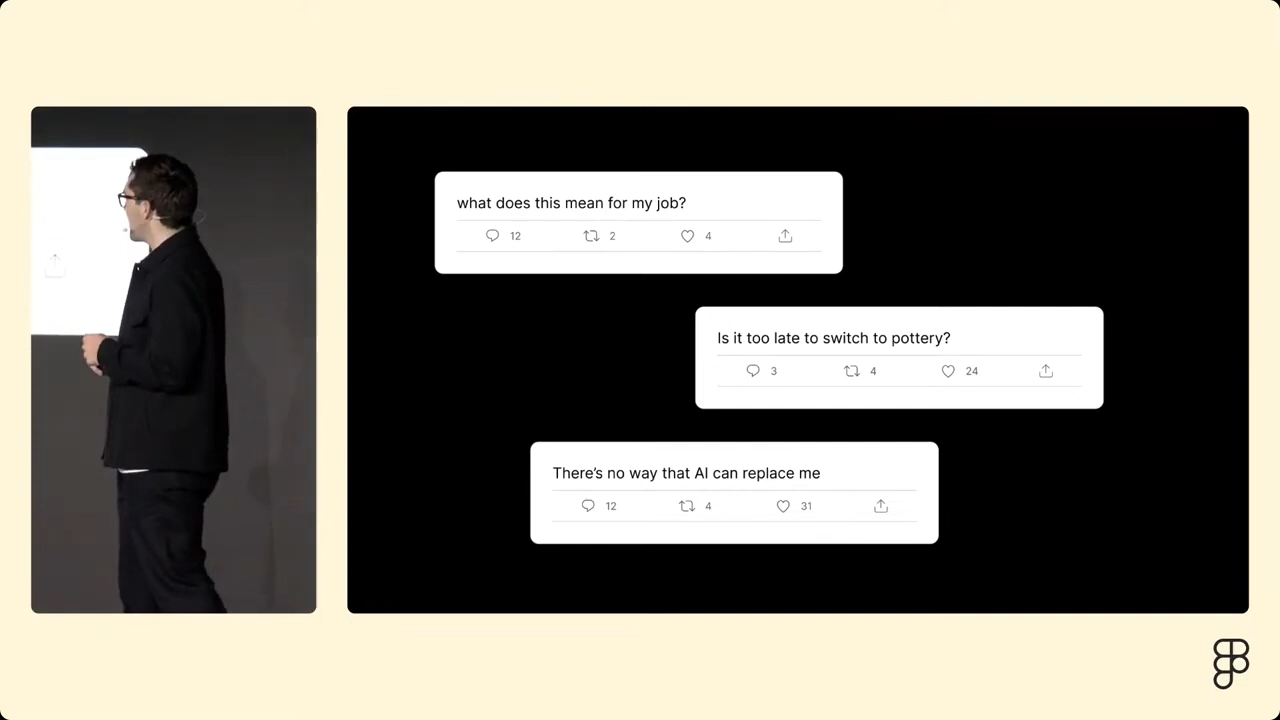 what does this mean for my job?
12 2 4
Is it too late to switch to pottery?
3 4 24
There's no way that AI can replace me
12 4 31